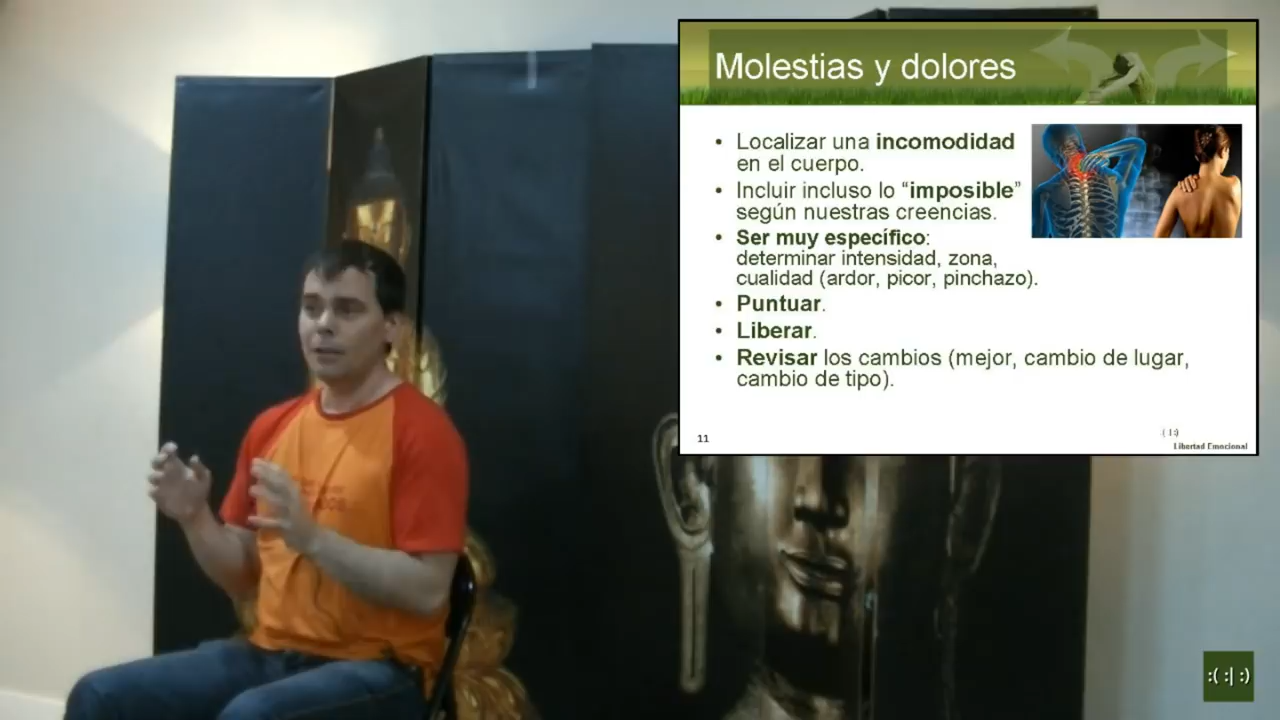 Molestias y dolores
• Localizar una incomodidad
en el cuerpo.
• Incluir incluso lo “imposible”
según nuestras creencias.
• Ser muy específico:
determinar intensidad, zona,
cualidad (ardor, picor, pinchazo).
• Puntuar.
• Liberar.
• Revisar los cambios (mejor, cambio de lugar,
cambio de tipo).
11
:( :| :)
Libertad Emocional
:( :| :)